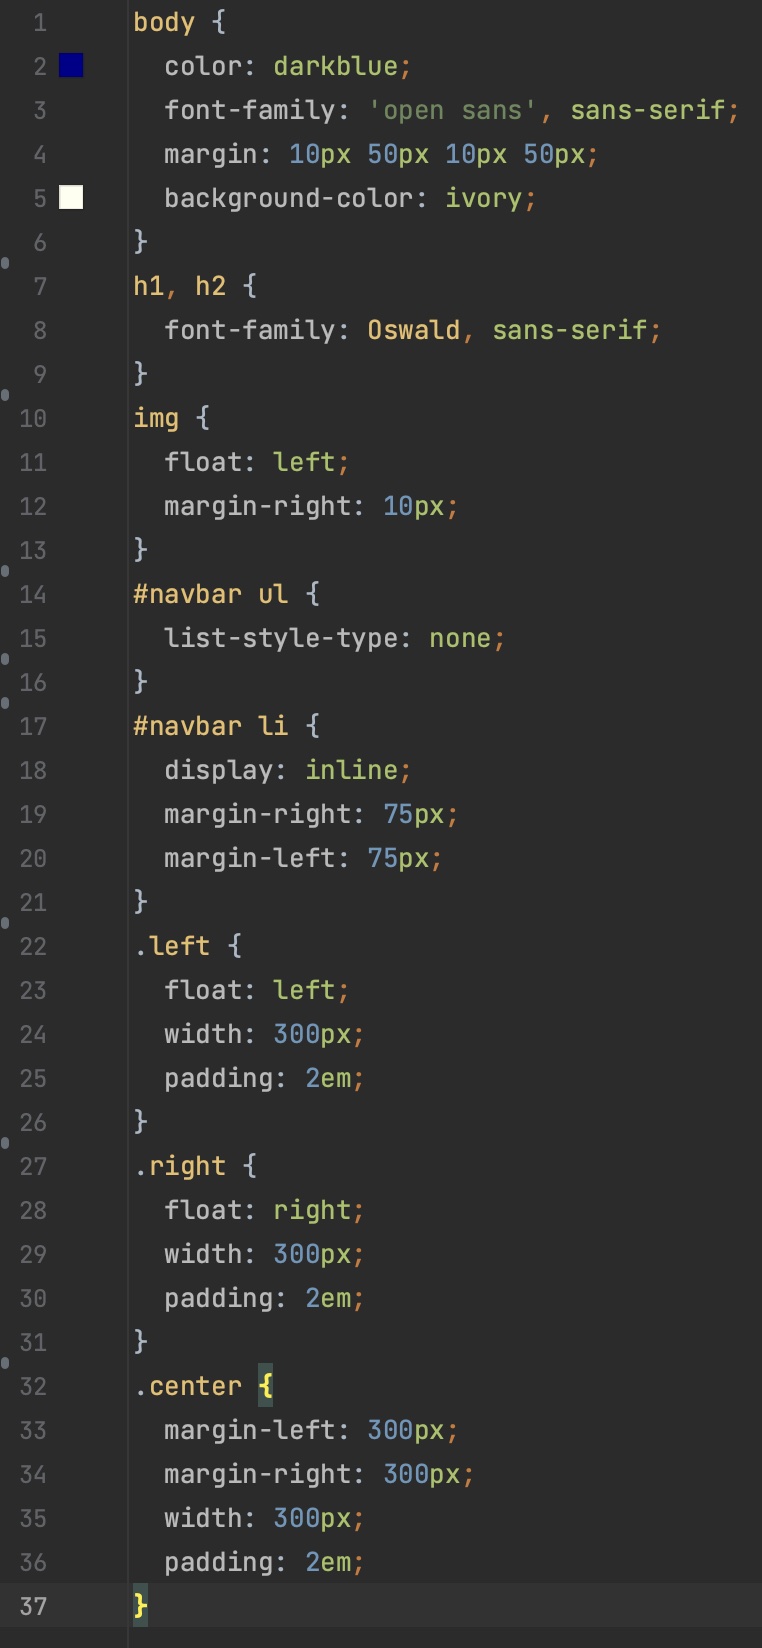 1 body {
2 color: darkblue;
3 font-family: 'open sans', sans-serif;
4 margin: 10px 50px 10px 50px;
5 background-color: ivory;
6 }
7 h1, h2 {
8 font-family: Oswald, sans-serif;
9 }
10 img {
11 float: left;
12 margin-right: 10px;
13 }
14 #navbar ul {
15 list-style-type: none;
16 }
17 #navbar li {
18 display: inline;
19 margin-right: 75px;
20 margin-left: 75px;
21 }
22 .left {
23 float: left;
24 width: 300px;
25 padding: 2em;
26 }
27 .right {
28 float: right;
29 width: 300px;
30 padding: 2em;
31 }
32 .center {
33 margin-left: 300px;
34 margin-right: 300px;
35 width: 300px;
36 padding: 2em;
37 }